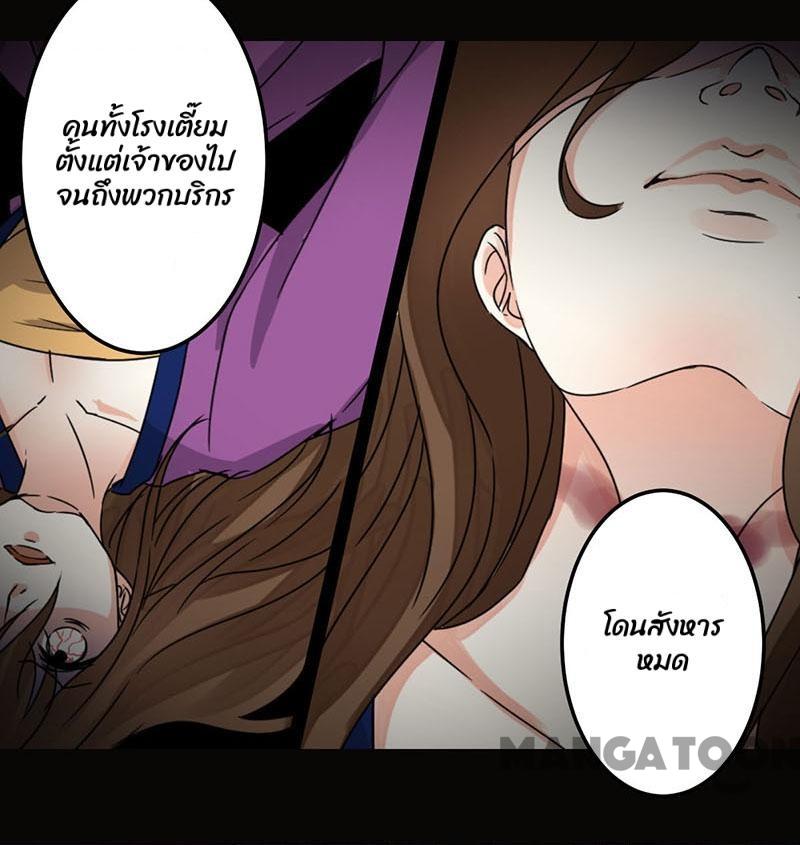 คนทั้งโรงเตี๊ยม
ตั้งแต่เจ้าของไป
จนถึงพวกบริกร
โดนสังหาร
หมด
MANGATOON